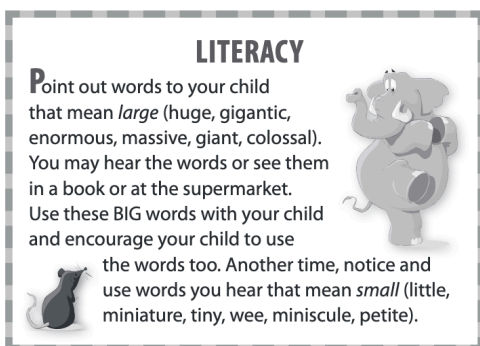 LITERACY
Point out words to your child
that mean large (huge, gigantic,
enormous, massive, giant, colossal).
You may hear the words or see them
in a book or at the supermarket.
Use these BIG words with your child
and encourage your child to use
the words too. Another time, notice and
use words you hear that mean small (little,
miniature, tiny, wee, miniscule, petite).